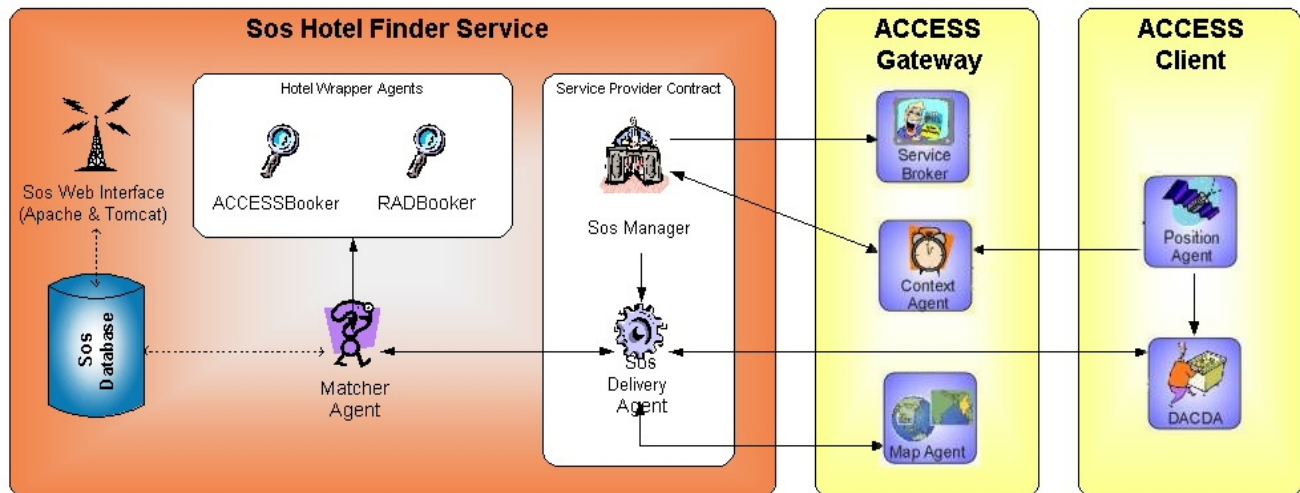 Sos Hotel Finder Service
ACCESS
Gateway
ACCESS
Client
Hotel Wrapper Agents
Service Provider Contract
Sos Web Interface
(Apache & Tomcat)
ACCESSBooker
RADBooker
Sos Manager
Service
Broker
Position
Agent
Context
Agent
Sos
Database
Matcher
Agent
Sos
Delivery
Agent
Map Agent
DACDA